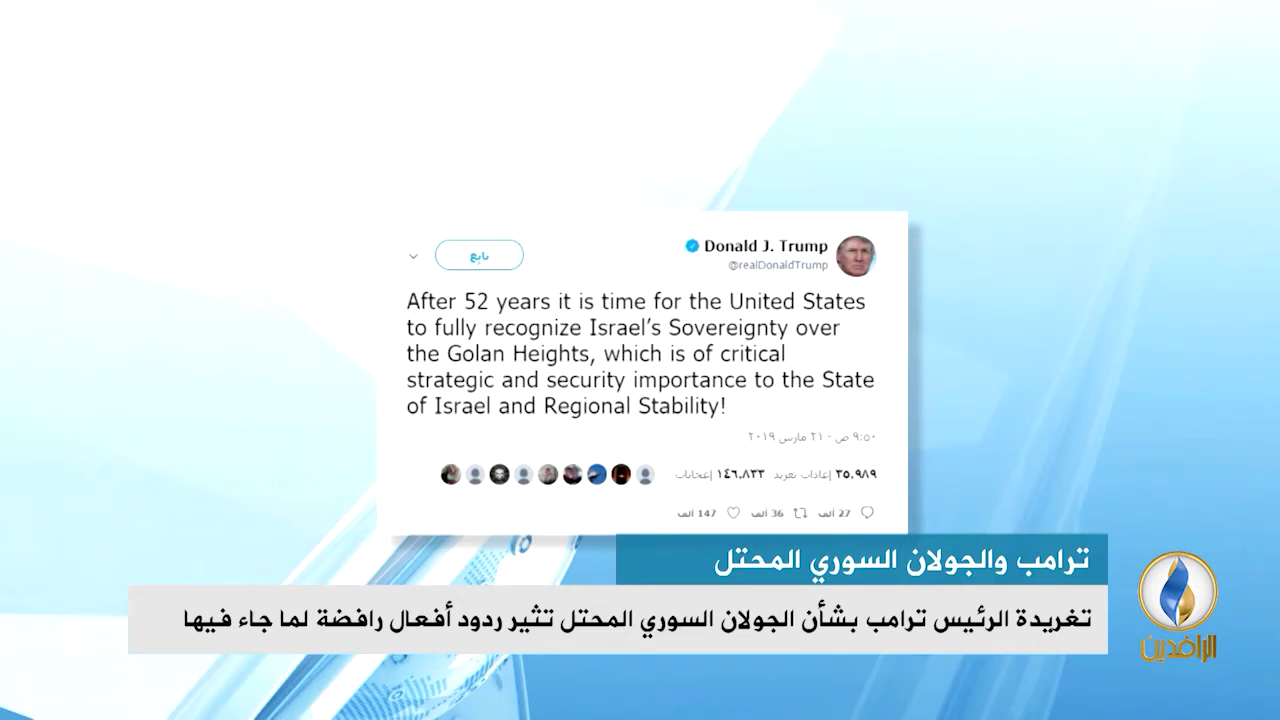 Donald J. Trump
@realDonaldTrump
تابع
After 52 years it is time for the United States
to fully recognize Israel's Sovereignty over
the Golan Heights, which is of critical
strategic and security importance to the State
of Israel and Regional Stability!
٩:٥٠ ص - ٢١ مارس ٢٠١٩
٣٥,٩٨٩ إعادات تغريد ١٤٦,٨٣٣ إعجابات
27 ألف 36 ألف 147 ألف
ترامب والجولان السوري المحتل
تغريدة الرئيس ترامب بشأن الجولان السوري المحتل تثير ردود أفعال رافضة لما جاء فيها
الرافدين